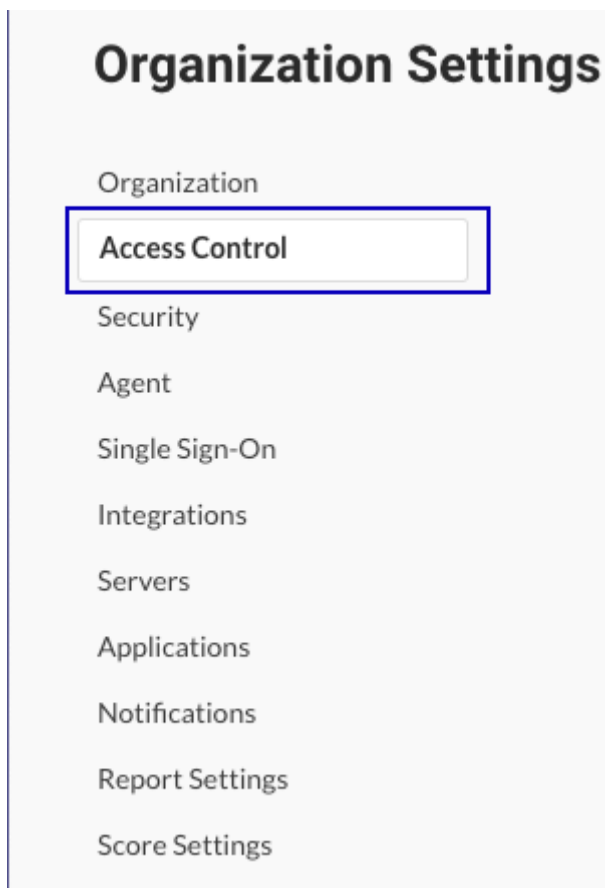 Organization Settings
Organization
Access Control
Security
Agent
Single Sign-On
Integrations
Servers
Applications
Notifications
Report Settings
Score Settings